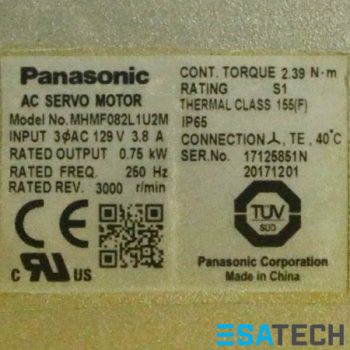 Panasonic
AC SERVO MOTOR
Model No. MHMF082L1U2M
INPUT 3ϕAC 129 V 3.8 A
RATED OUTPUT 0.75 kW
RATED FREQ. 250 Hz
RATED REV. 3000 r/min
CE
C UL US
CONT. TORQUE 2.39 N·m
RATING S1
THERMAL CLASS 155(F)
IP65
CONNECTION 人, TE, 40℃
SER.No. 17125851N
20171201
TÜV
SÜD
Panasonic Corporation
Made in China
ESATECH